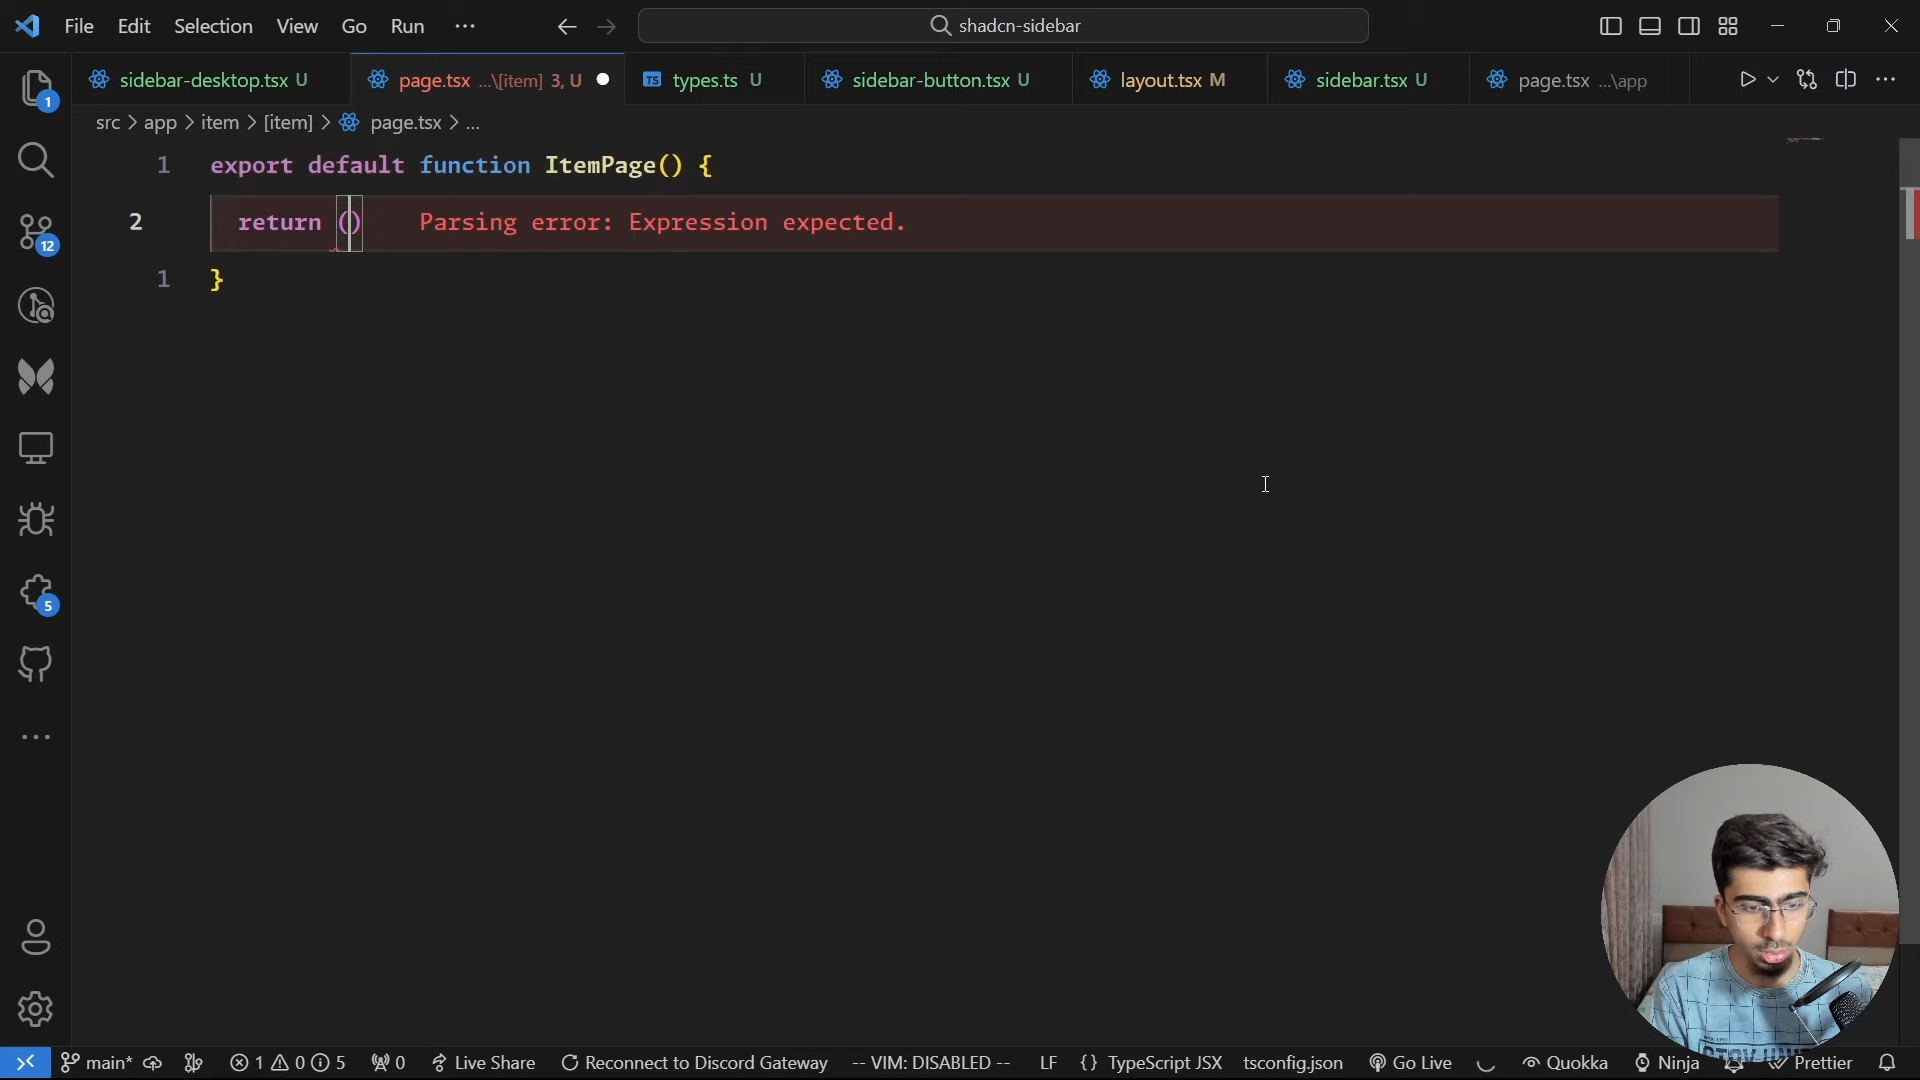 File Edit Selection View Go Run ··· shadcn-sidebar
sidebar-desktop.tsx U page.tsx ...\[item] 3, U types.ts U sidebar-button.tsx U layout.tsx M sidebar.tsx U page.tsx ...\app
src > app > item > [item] > page.tsx > ...
1 export default function ItemPage() {
2 return () Parsing error: Expression expected.
1 }
1
12
5
main* 1 0 5 0 Live Share Reconnect to Discord Gateway -- VIM: DISABLED -- LF {} TypeScript JSX tsconfig.json Go Live Quokka Ninja Prettier